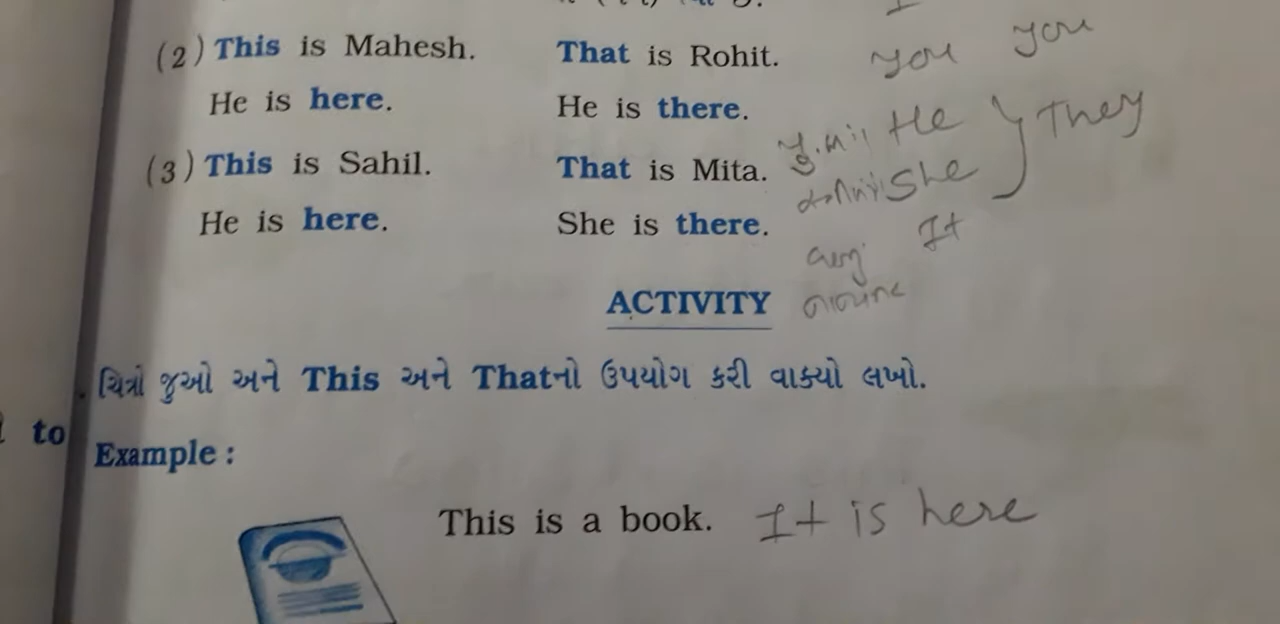 (2) This is Mahesh. That is Rohit. you you
He is here. He is there. He } They
(3) This is Sahil. That is Mita. She
He is here. She is there. It
ACTIVITY
ચિત્રો જુઓ અને This અને Thatનો ઉપયોગ કરી વાક્યો લખો.
to
Example :
This is a book. It is here